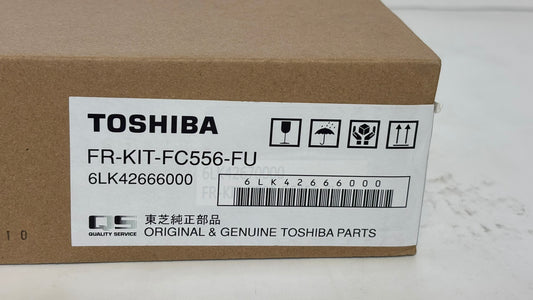 TOSHIBA
FR-KIT-FC556-FU
6LK42666000
6LK42666000
QS 東芝純正部品
QUALITY SERVICE ORIGINAL & GENUINE TOSHIBA PARTS
10